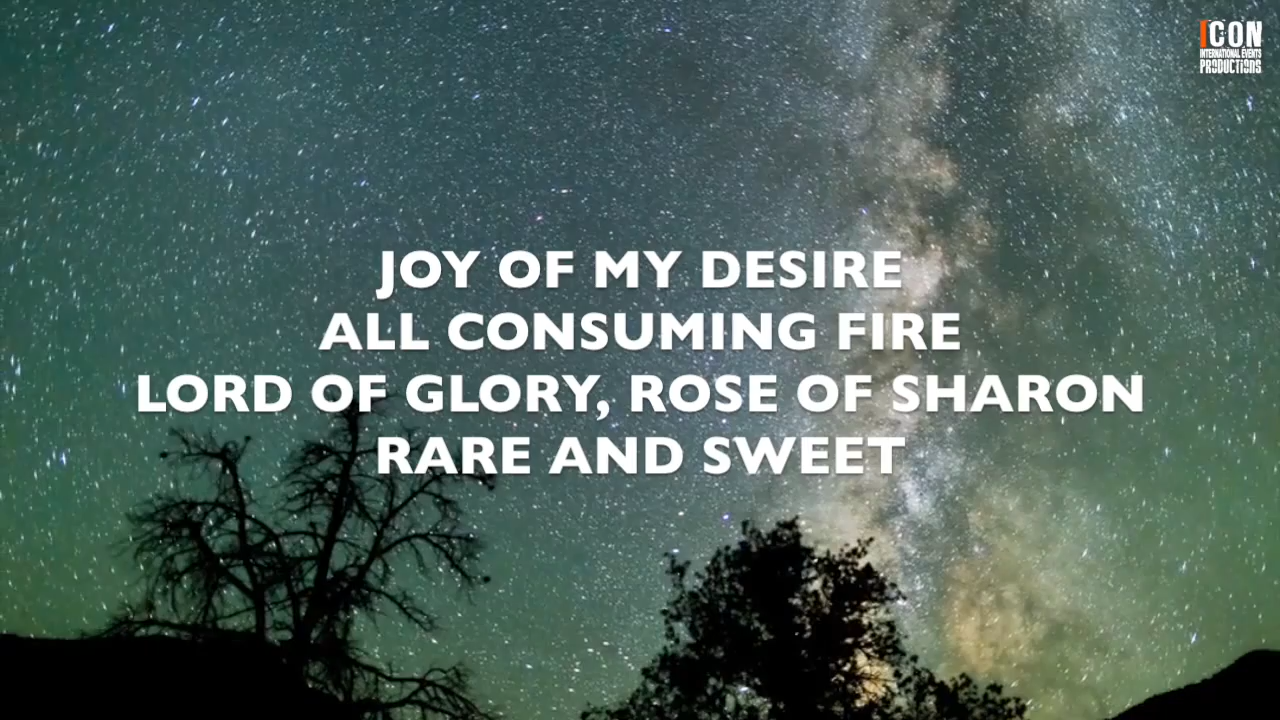 ICON
INTERNATIONAL EVENTS
PRODUCTIONS
JOY OF MY DESIRE
ALL CONSUMING FIRE
LORD OF GLORY, ROSE OF SHARON
RARE AND SWEET